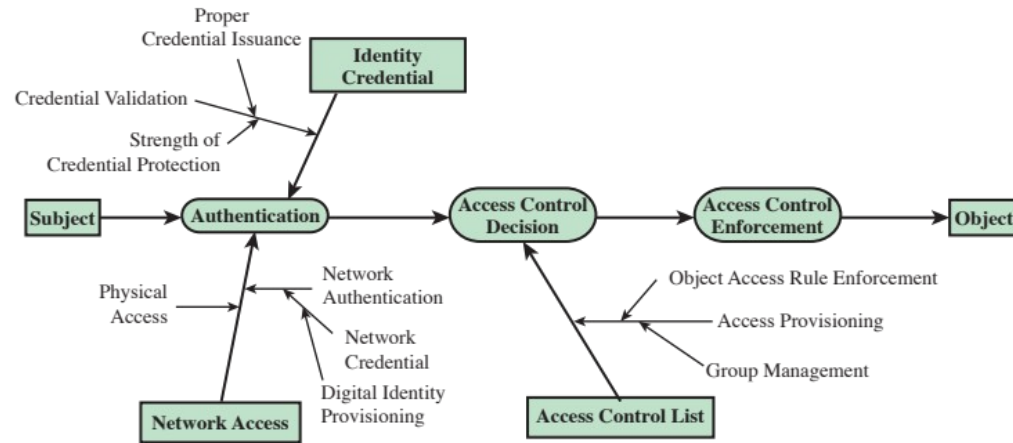 Proper
Credential Issuance
Identity
Credential
Credential Validation
Strength of
Credential Protection
Subject
Authentication
Access Control
Decision
Access Control
Enforcement
Object
Physical
Access
Network
Authentication
Network
Credential
Digital Identity
Provisioning
Network Access
Object Access Rule Enforcement
Access Provisioning
Group Management
Access Control List